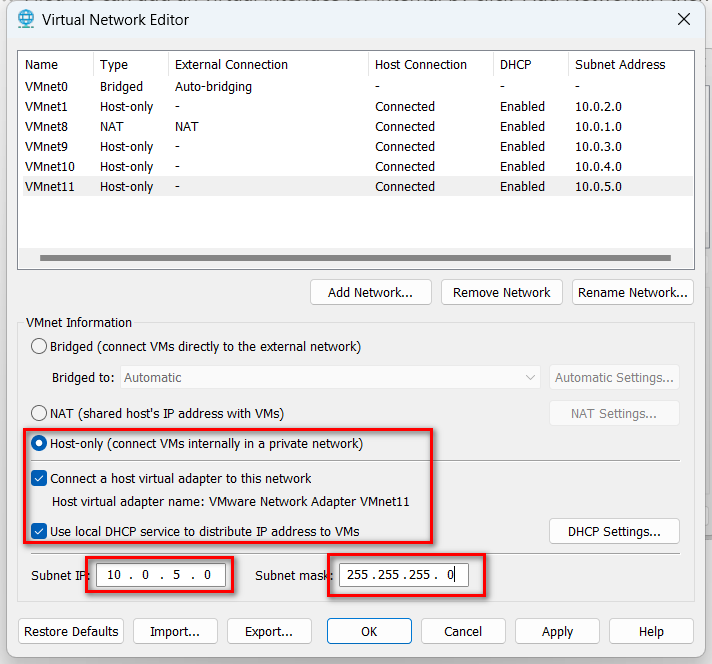 Virtual Network Editor
Name Type External Connection Host Connection DHCP Subnet Address
VMnet0 Bridged Auto-bridging - - -
VMnet1 Host-only - Connected Enabled 10.0.2.0
VMnet8 NAT NAT Connected Enabled 10.0.1.0
VMnet9 Host-only - Connected Enabled 10.0.3.0
VMnet10 Host-only - Connected Enabled 10.0.4.0
VMnet11 Host-only - Connected Enabled 10.0.5.0
Add Network... Remove Network Rename Network...
VMnet Information
Bridged (connect VMs directly to the external network)
Bridged to: Automatic Automatic Settings...
NAT (shared host's IP address with VMs) NAT Settings...
Host-only (connect VMs internally in a private network)
Connect a host virtual adapter to this network
Host virtual adapter name: VMware Network Adapter VMnet11
Use local DHCP service to distribute IP address to VMs DHCP Settings...
Subnet IP: 10 . 0 . 5 . 0 Subnet mask: 255 . 255 . 255 . 0
Restore Defaults Import... Export... OK Cancel Apply Help